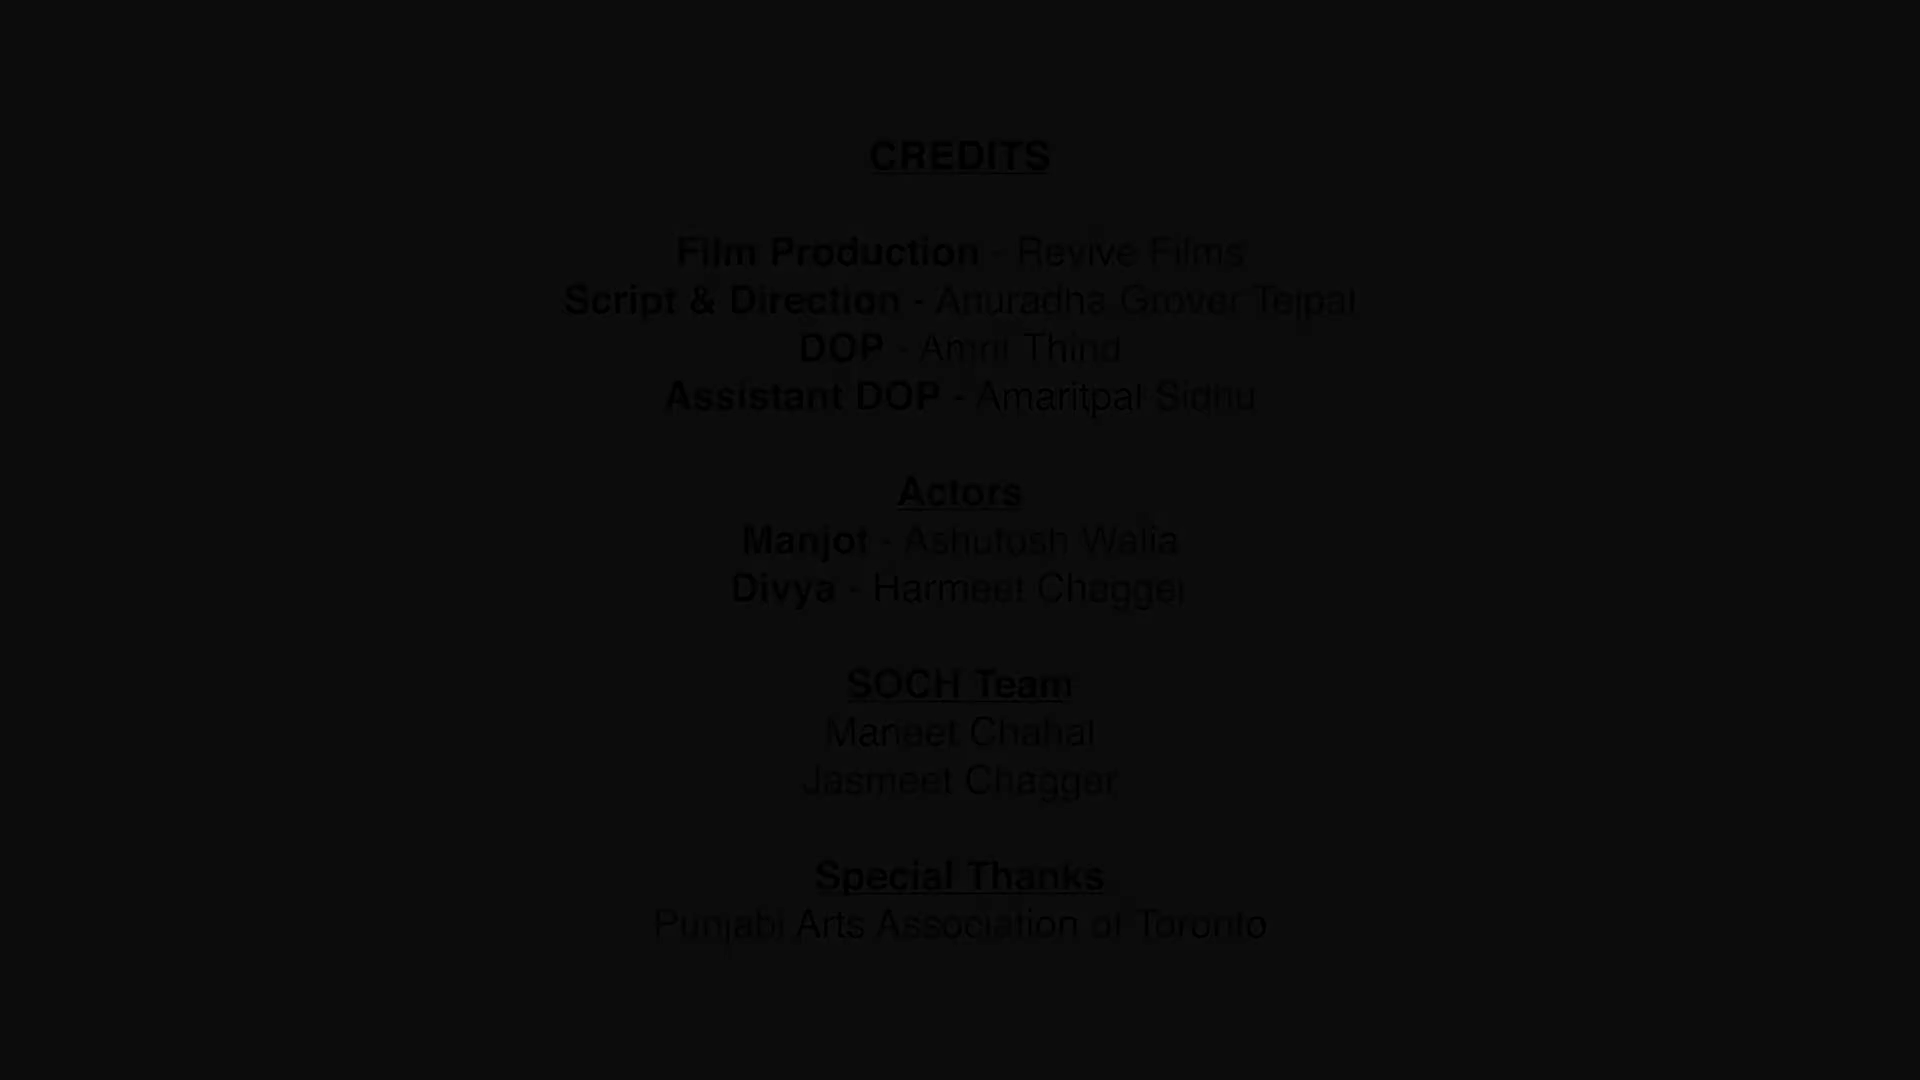 CREDITS
Film Production - Revive Films
Script & Direction - Anuradha Grover Tejpal
DOP - Amrit Thind
Assistant DOP - Amaritpal Sidhu
Actors
Manjot - Ashutosh Walia
Divya - Harmeet Chagger
SOCH Team
Maneet Chahal
Jasmeet Chagger
Special Thanks
Punjabi Arts Association of Toronto